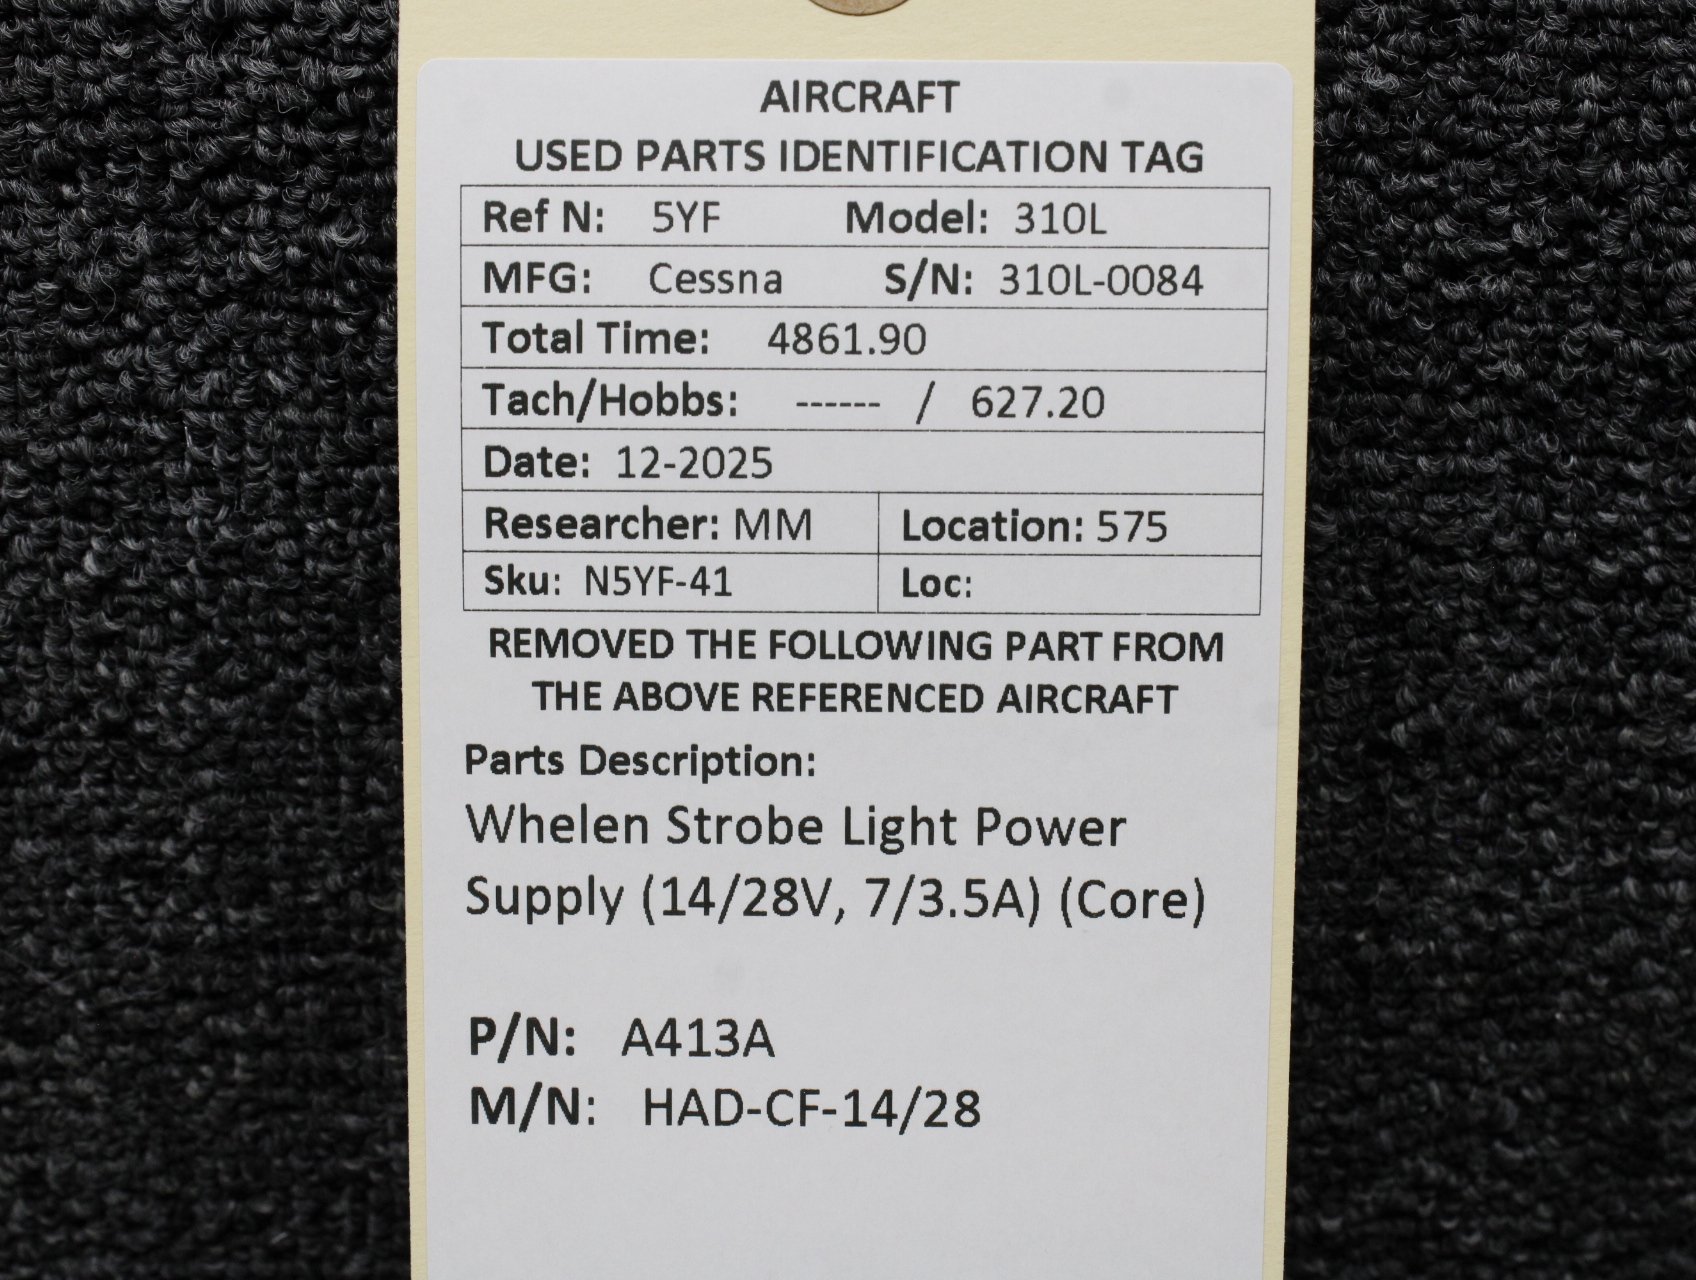 AIRCRAFT
USED PARTS IDENTIFICATION TAG
Ref N: 5YF Model: 310L
MFG: Cessna S/N: 310L-0084
Total Time: 4861.90
Tach/Hobbs: ------ / 627.20
Date: 12-2025
Researcher: MM Location: 575
Sku: N5YF-41 Loc:
REMOVED THE FOLLOWING PART FROM
THE ABOVE REFERENCED AIRCRAFT
Parts Description:
Whelen Strobe Light Power
Supply (14/28V, 7/3.5A) (Core)
P/N: A413A
M/N: HAD-CF-14/28